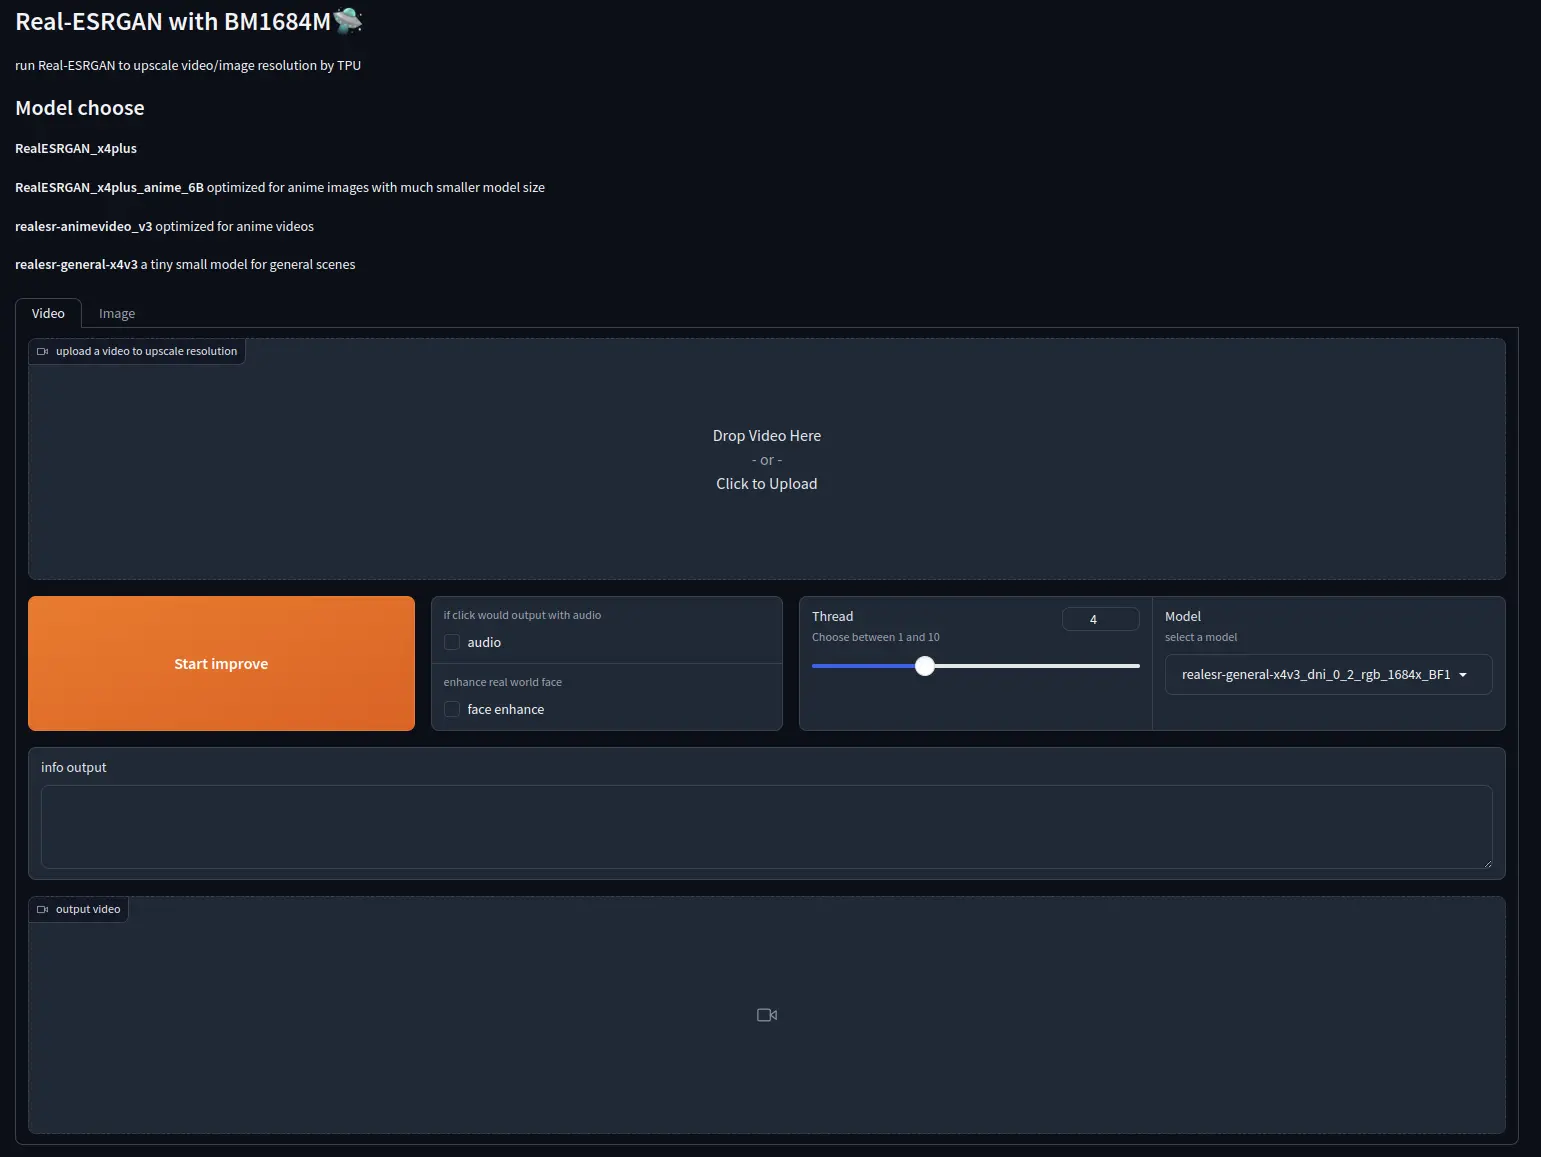 Real-ESRGAN with BM1684M🛸
run Real-ESRGAN to upscale video/image resolution by TPU
Model choose
RealESRGAN_x4plus
RealESRGAN_x4plus_anime_6B optimized for anime images with much smaller model size
realesr-animevideo_v3 optimized for anime videos
realesr-general-x4v3 a tiny small model for general scenes
Video
Image
upload a video to upscale resolution
Drop Video Here
- or -
Click to Upload
Start improve
if click would output with audio
audio
enhance real world face
face enhance
Thread
4
Choose between 1 and 10
Model
select a model
realesr-general-x4v3_dni_0_2_rgb_1684x_BF1
info output
output video